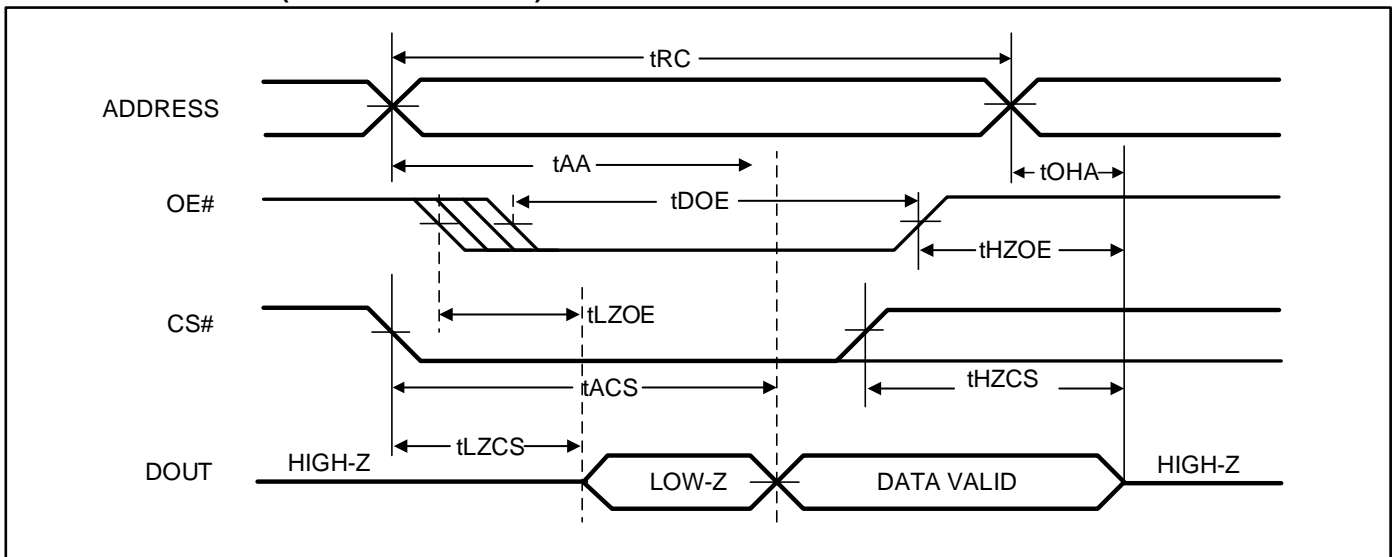 tRC
ADDRESS
tAA
tOHA
OE#
tDOE
tHZOE
CS#
tLZOE
tACS
tHZCS
tLZCS
DOUT
HIGH-Z
LOW-Z
DATA VALID
HIGH-Z